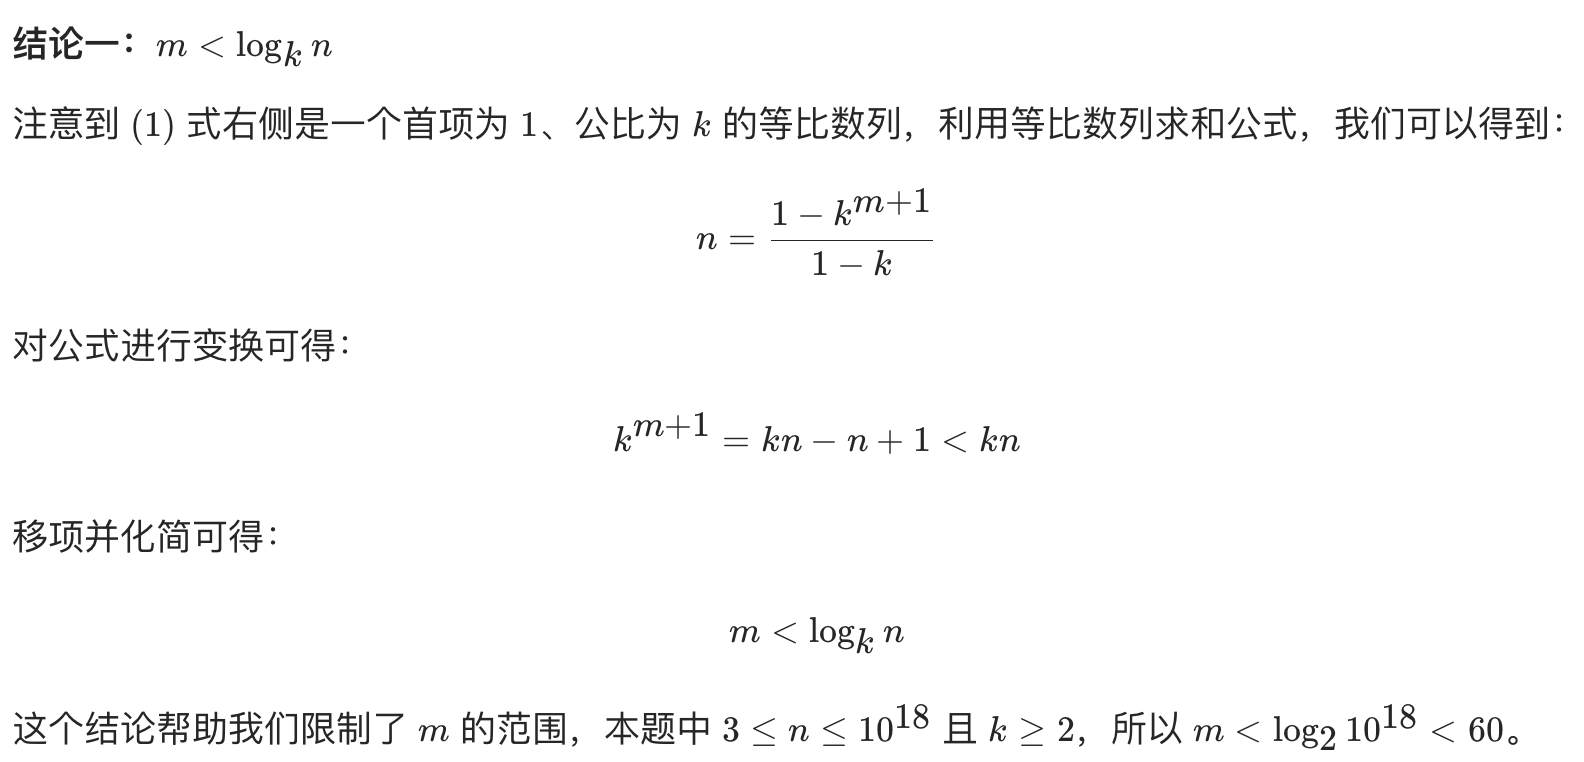 结论一：m < log_k n
注意到 (1) 式右侧是一个首项为 1、公比为 k 的等比数列，利用等比数列求和公式，我们可以得到：
n = \frac{1 - k^{m+1}}{1 - k}
对公式进行变换可得：
k^{m+1} = kn - n + 1 < kn
移项并化简可得：
m < log_k n
这个结论帮助我们限制了 m 的范围，本题中 3 ≤ n ≤ 10^{18} 且 k ≥ 2，所以 m < log_2 10^{18} < 60。